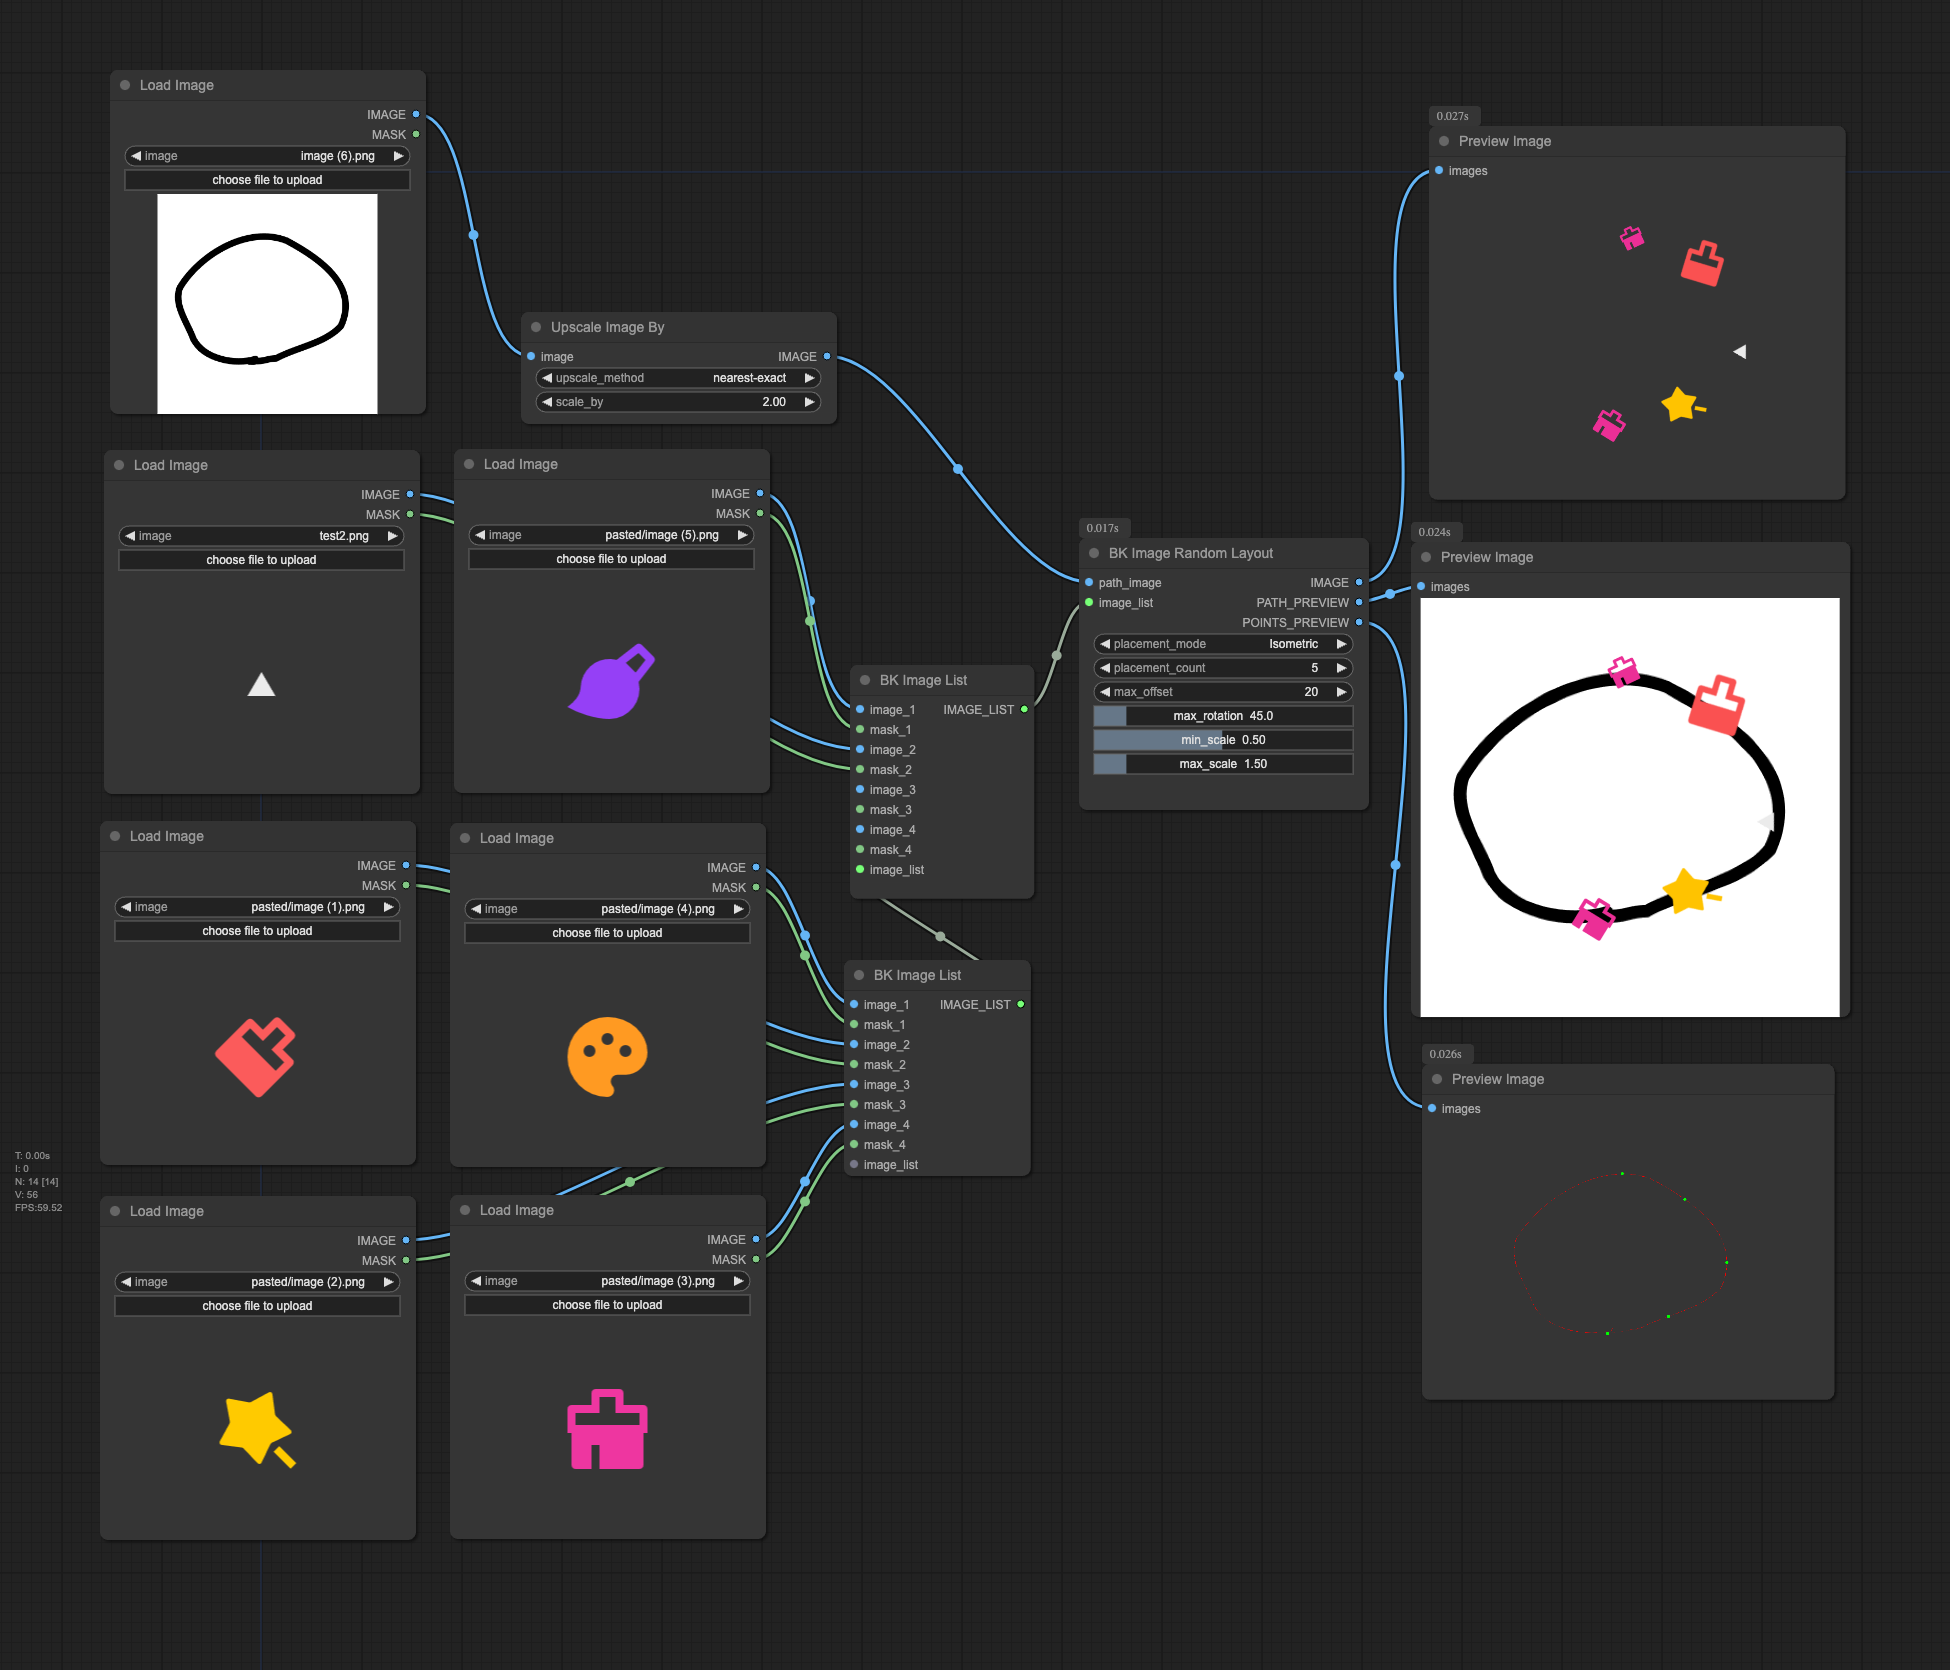 Load Image
IMAGE
MASK
image image (6).png
choose file to upload
Upscale Image By
image IMAGE
upscale_method nearest-exact
scale_by 2.00
Load Image
IMAGE
MASK
image test2.png
choose file to upload
Load Image
IMAGE
MASK
image pasted/image (5).png
choose file to upload
Load Image
IMAGE
MASK
image pasted/image (1).png
choose file to upload
Load Image
IMAGE
MASK
image pasted/image (4).png
choose file to upload
Load Image
IMAGE
MASK
image pasted/image (2).png
choose file to upload
Load Image
IMAGE
MASK
image pasted/image (3).png
choose file to upload
T: 0.00s
I: 0
N: 14 [14]
V: 56
FPS:59.52
BK Image List
image_1 IMAGE_LIST
mask_1
image_2
mask_2
image_3
mask_3
image_4
mask_4
image_list
BK Image List
image_1 IMAGE_LIST
mask_1
image_2
mask_2
image_3
mask_3
image_4
mask_4
image_list
0.017s
BK Image Random Layout
path_image IMAGE
image_list PATH_PREVIEW
POINTS_PREVIEW
placement_mode Isometric
placement_count 5
max_offset 20
max_rotation 45.0
min_scale 0.50
max_scale 1.50
0.027s
Preview Image
images
0.024s
Preview Image
images
0.026s
Preview Image
images